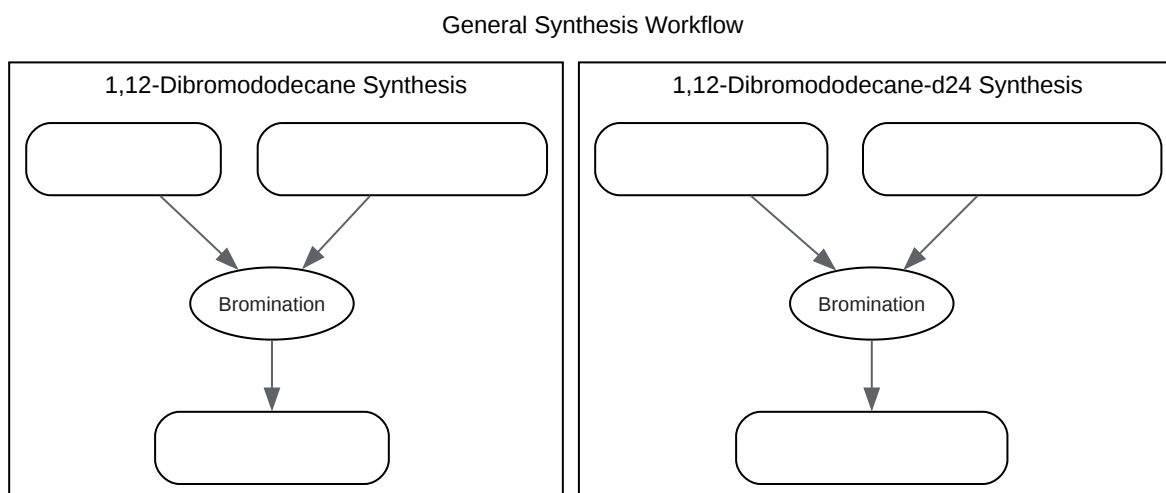 General Synthesis Workflow
1,12-Dibromododecane Synthesis
1,12-Dibromododecane-d24 Synthesis
Bromination
Bromination